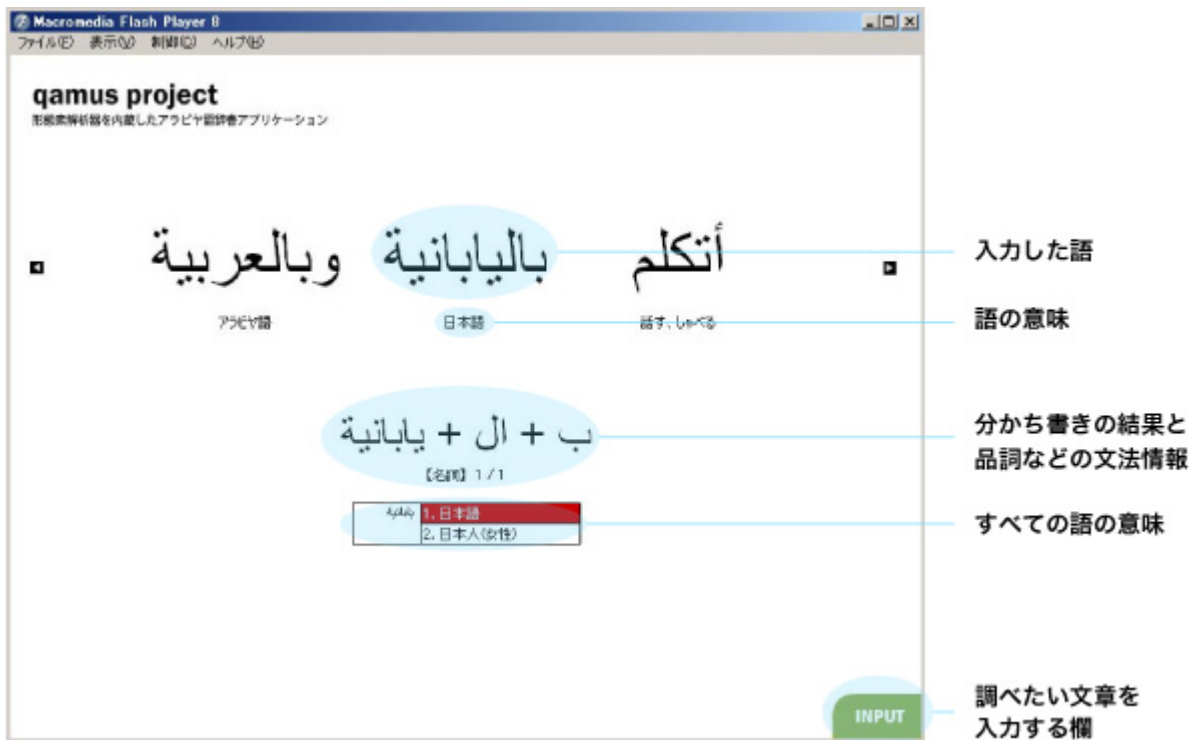 Macromedia Flash Player 8
ファイル(F) 表示(V) 制御(C) ヘルプ(H)
qamus project
形態素解析器を内蔵したアラビヤ語辞書アプリケーション
أتكلم باليابانية وبالعربية
アラビヤ語 日本語 話す、しゃべる
ب + ال + يابانية
【名詞】 1 / 1
يابانية 1. 日本語
2. 日本人(女性)
INPUT
入力した語
語の意味
分かち書きの結果と
品詞などの文法情報
すべての語の意味
調べたい文章を
入力する欄